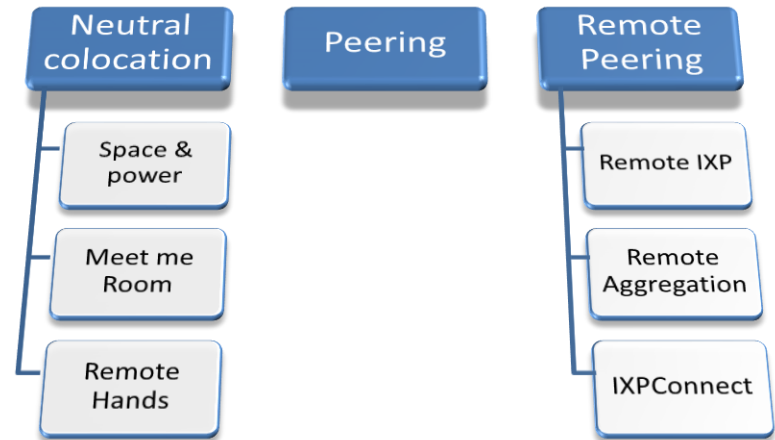 Neutral
colocation
Space &
power
Meet me
Room
Remote
Hands
Peering
Remote
Peering
Remote IXP
Remote
Aggregation
IXPConnect